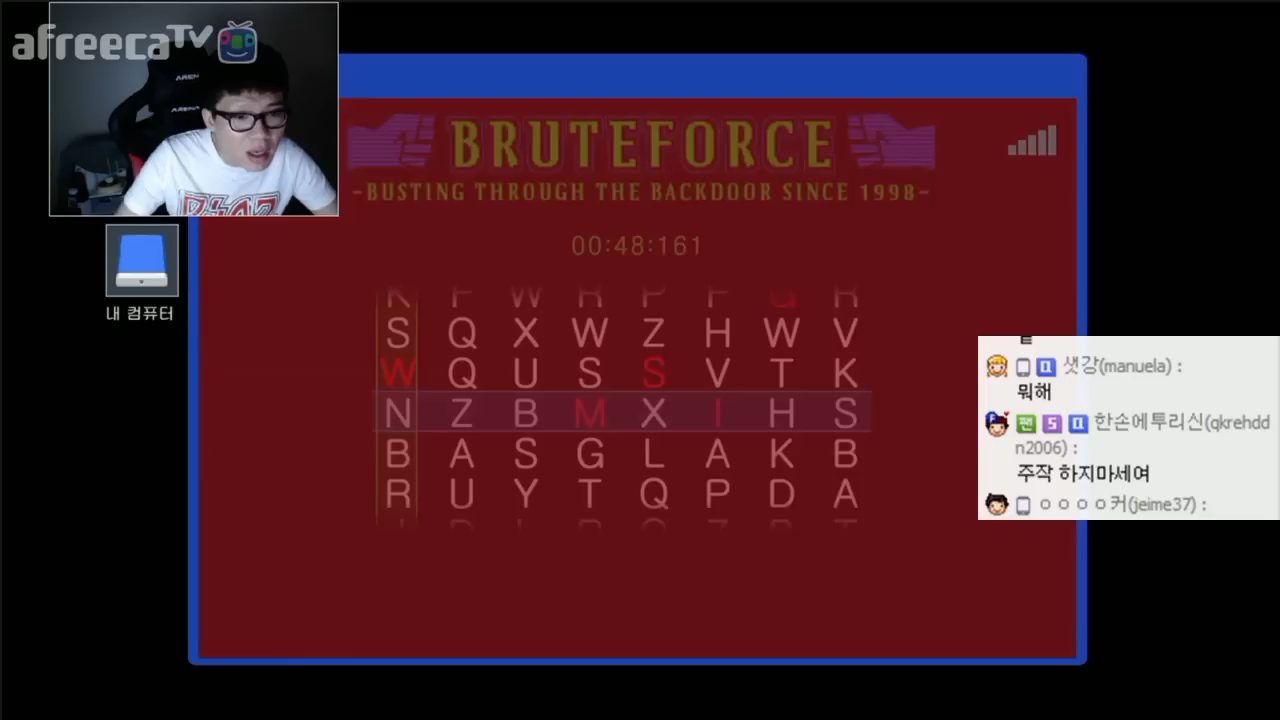 afreecaTV
BRUTEFORCE
-BUSTING THROUGH THE BACKDOOR SINCE 1998-
00:48:161
내 컴퓨터
S Q X W Z H W V
W Q U S S V T K
N Z B M X I H S
B A S G L A K B
R U Y T Q P D A
샛강(manuela) :
뭐해
팬 S 한손에투리신(qkrehdd
n2006) :
주작 하지마세여
ㅇㅇㅇㅇ커(jeime37) :